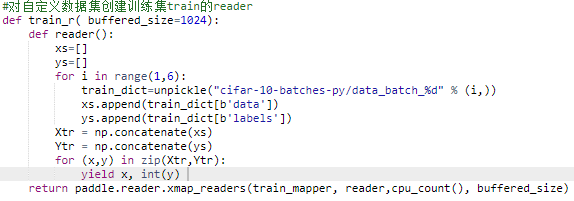 #对自定义数据集创建训练集train的reader
def train_r( buffered_size=1024):
    def reader():
        xs=[]
        ys=[]
        for i in range(1,6):
            train_dict=unpickle("cifar-10-batches-py/data_batch_%d" % (i,))
            xs.append(train_dict[b'data'])
            ys.append(train_dict[b'labels'])
        Xtr = np.concatenate(xs)
        Ytr = np.concatenate(ys)
        for (x,y) in zip(Xtr,Ytr):
            yield x, int(y)
    return paddle.reader.xmap_readers(train_mapper, reader,cpu_count(), buffered_size)